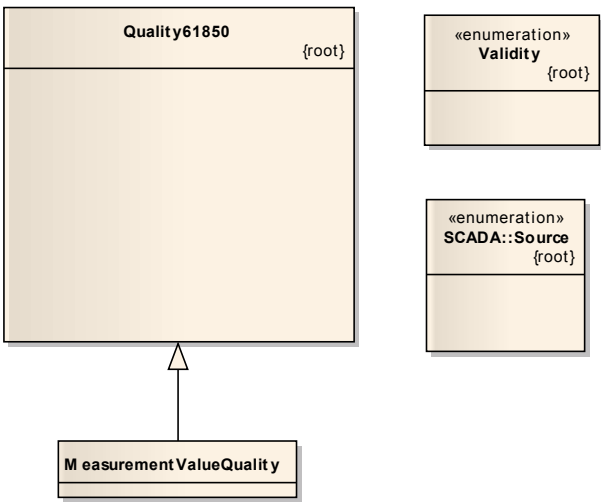 Quality61850
{root}
«enumeration»
Validity
{root}
«enumeration»
SCADA::Source
{root}
MeasurementValueQuality